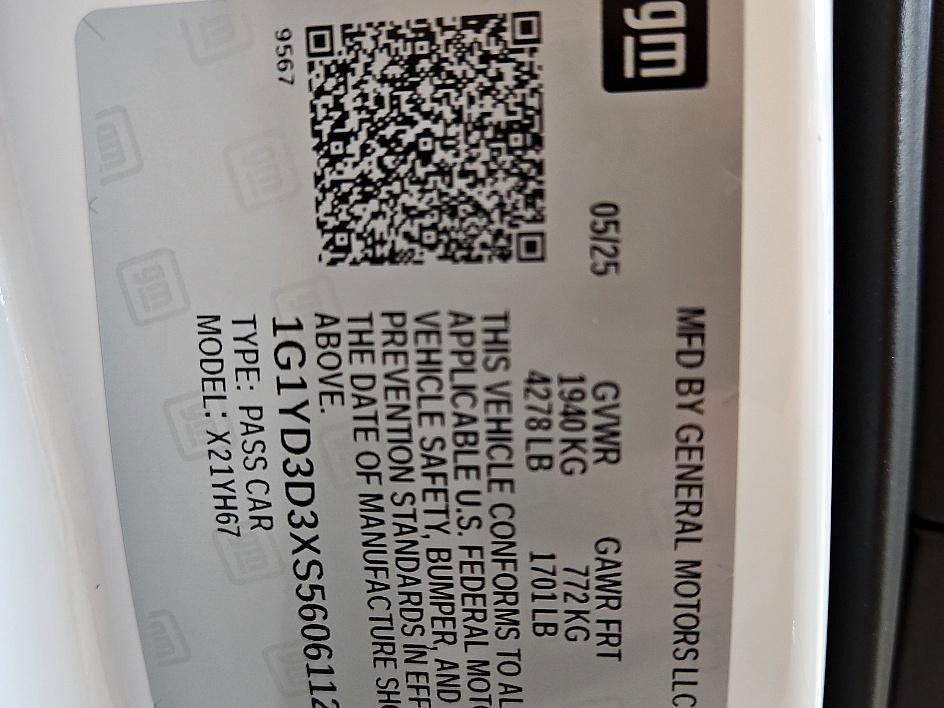 gm
MFD BY GENERAL MOTORS LLC
05/25
GVWR GAWR FRT
1940 KG 772 KG
4278 LB 1701 LB
THIS VEHICLE CONFORMS TO AL
APPLICABLE U.S. FEDERAL MOT
VEHICLE SAFETY, BUMPER, AND
PREVENTION STANDARDS IN EFF
THE DATE OF MANUFACTURE SHO
ABOVE.
1G1YD3D3XS5606112
TYPE: PASS CAR
MODEL: X21YH67
9567